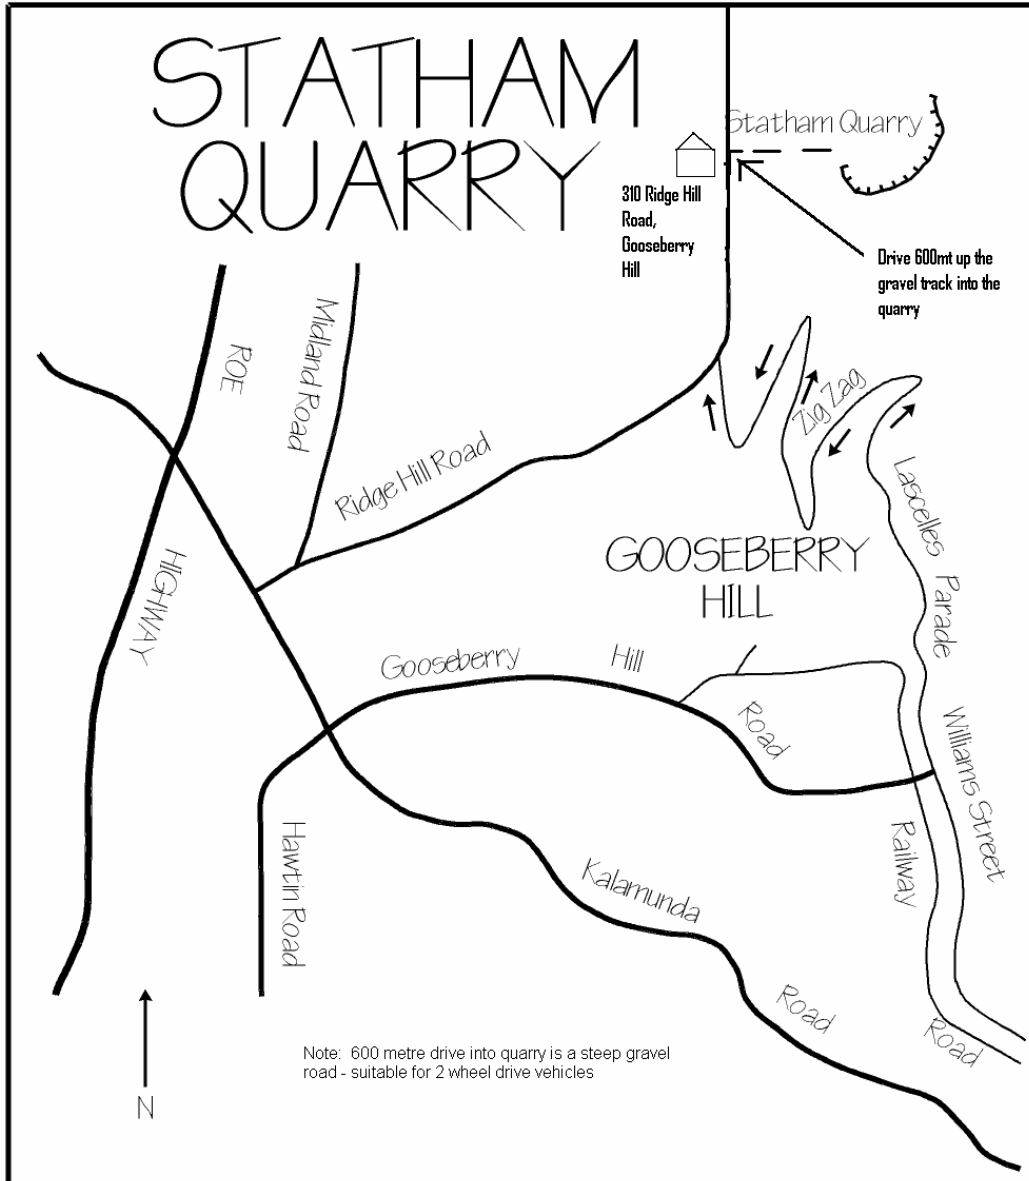 STATHAM
QUARRY
Statham Quarry
310 Ridge Hill
Road,
Gooseberry
Hill
Drive 600mt up the
gravel track into the
quarry
ROE
HIGHWAY
Midland Road
Ridge Hill Road
Zig Zag
Lascelles Parade
GOOSEBERRY
HILL
Gooseberry Hill Road
Williams Street
Railway Road
Hawtin Road
Kalamunda Road
Note: 600 metre drive into quarry is a steep gravel
road - suitable for 2 wheel drive vehicles
N